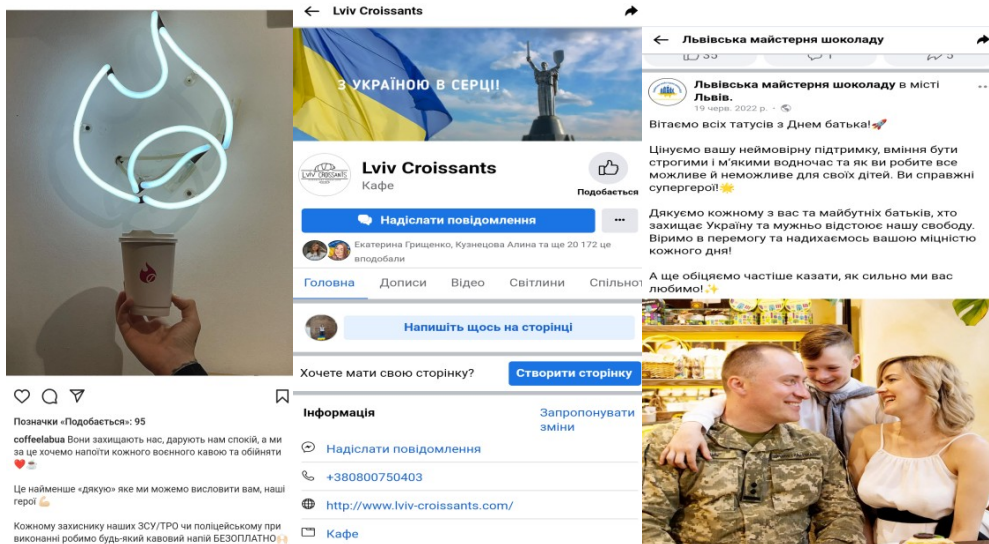 Позначки «Подобається»: 95
coffeelabua Вони захищають нас, дарують нам спокій, а ми
за це хочемо напоїти кожного воєнного кавою та обійняти
❤️☕
Це найменше «дякую» яке ми можемо висловити вам, наші
герої 💪🏻
Кожному захиснику наших ЗСУ/ТРО чи поліцейському при
виконанні робимо будь-який кавовий напій БЕЗОПЛАТНО🙌🏻
Lviv Croissants
З УКРАЇНОЮ В СЕРЦІ!
LVIV CROISSANTS
Lviv Croissants
Кафе
Подобається
Надіслати повідомлення
Екатерина Грищенко, Кузнецова Алина та ще 20 172 це
вподобали
Головна Дописи Відео Світлини Спільнот
Напишіть щось на сторінці
Хочете мати свою сторінку?
Створити сторінку
Інформація
Запропонувати
зміни
Надіслати повідомлення
+380800750403
http://www.lviv-croissants.com/
Кафе
Львівська майстерня шоколаду
35 1 5
Львівська майстерня шоколаду в місті
Львів.
19 черв. 2022 р.
Вітаємо всіх татусів з Днем батька!🚀
Цінуємо вашу неймовірну підтримку, вміння бути
строгими і м'якими водночас та як ви робите все
можливе й неможливе для своїх дітей. Ви справжні
супергерої!🌟
Дякуємо кожному з вас та майбутніх батьків, хто
захищає Україну та мужньо відстоює нашу свободу.
Віримо в перемогу та надихаємось вашою міцністю
кожного дня!
А ще обіцяємо частіше казати, як сильно ми вас
любимо!✨